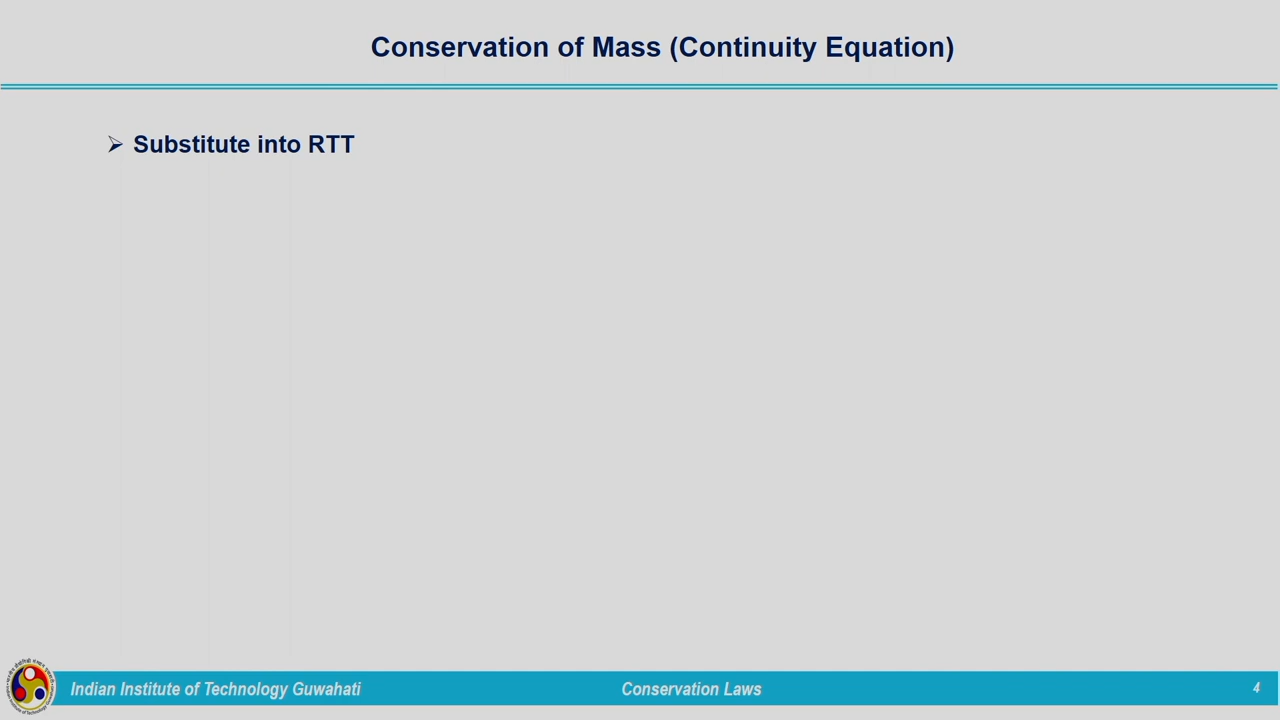 Conservation of Mass (Continuity Equation)
➢ Substitute into RTT
Indian Institute of Technology Guwahati
Conservation Laws
4